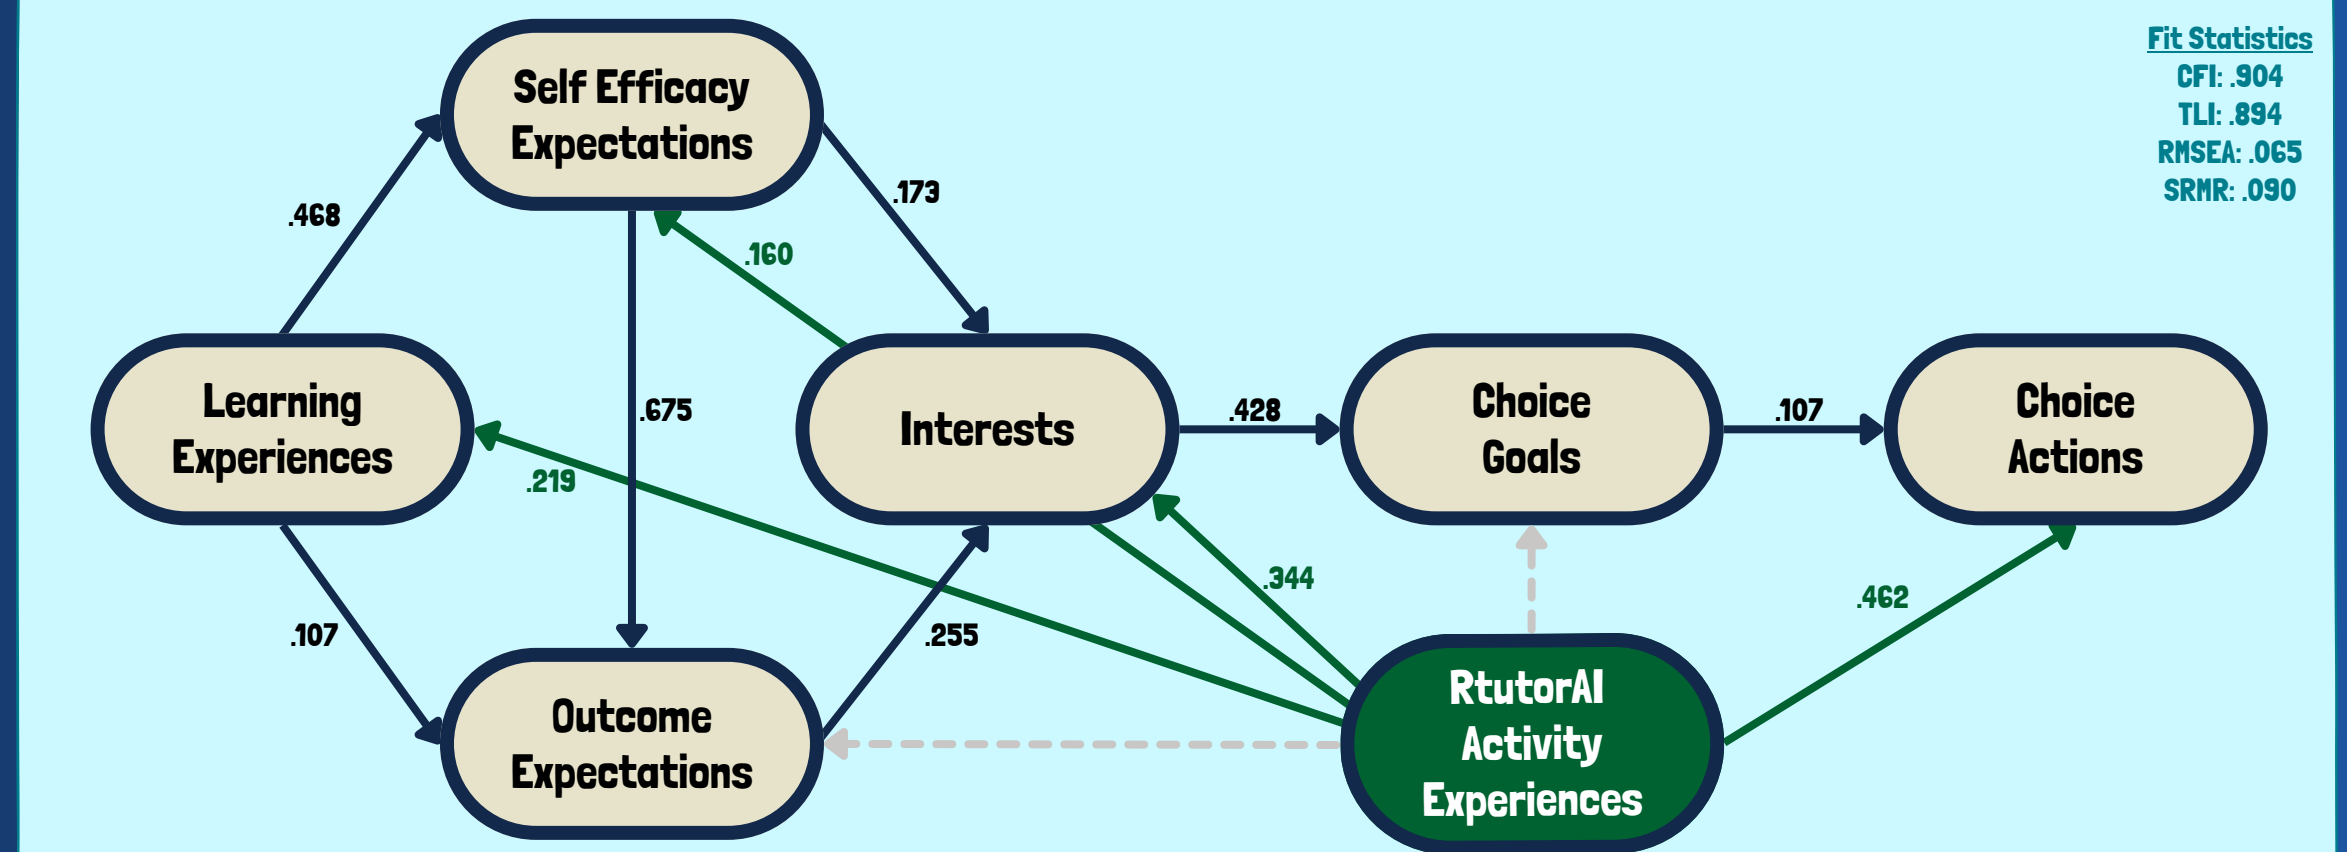 Fit Statistics
CFI: .904
TLI: .894
RMSEA: .065
SRMR: .090
Self Efficacy
Expectations
.468
.173
.160
Learning
Experiences
.675
.219
Interests
.428
Choice
Goals
.107
Choice
Actions
.107
.255
.344
.462
Outcome
Expectations
RtutorAI
Activity
Experiences